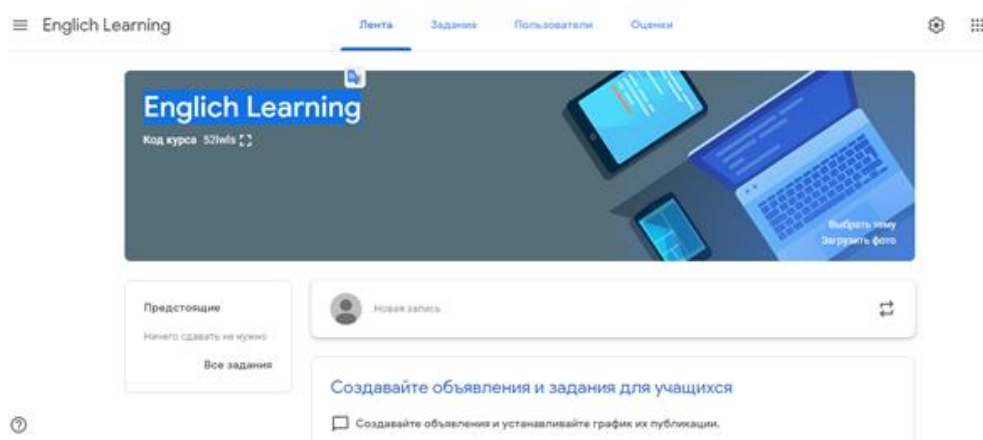 Englich Learning
Лента Задания Пользователи Оценки
Englich Learning
Код курса 52lwls
Выбрать тему
Загрузить фото
Предстоящие
Ничего сдавать не нужно
Все задания
Новая запись
Создавайте объявления и задания для учащихся
Создавайте объявления и устанавливайте график их публикации.